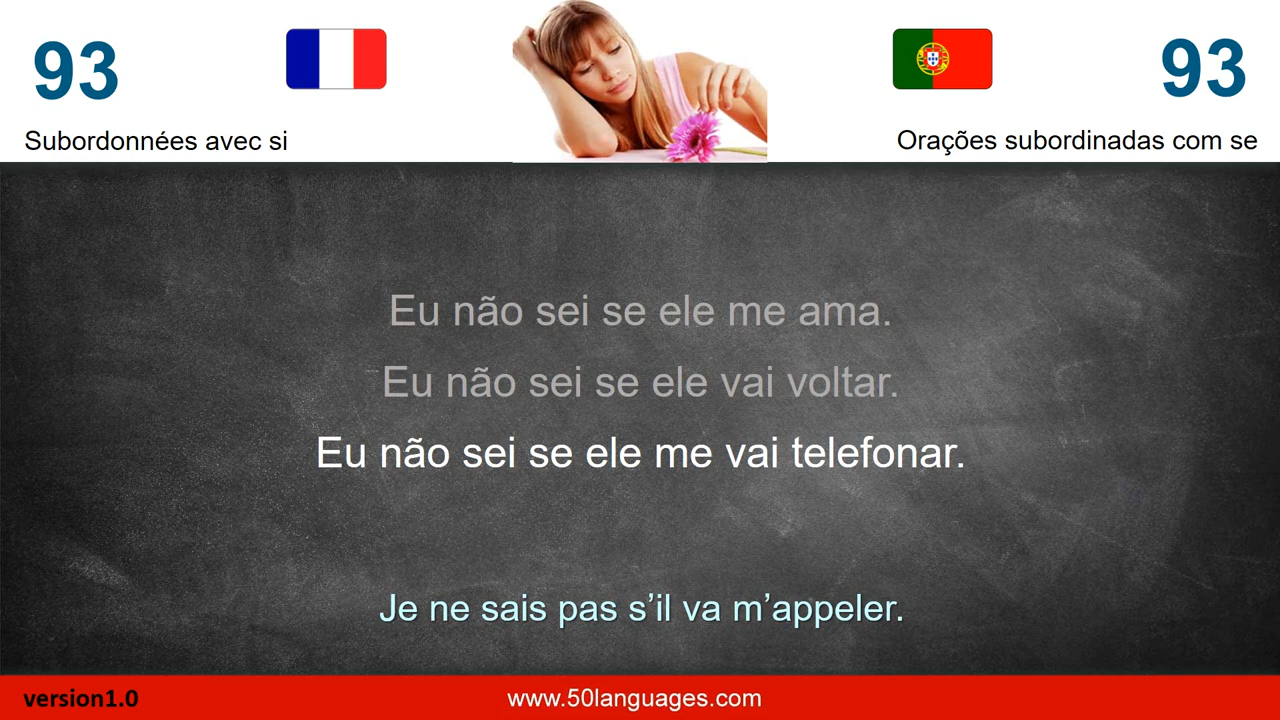 93
93
Subordonnées avec si
Orações subordinadas com se
Eu não sei se ele me ama.
Eu não sei se ele vai voltar.
Eu não sei se ele me vai telefonar.
Je ne sais pas s’il va m’appeler.
version1.0
www.50languages.com